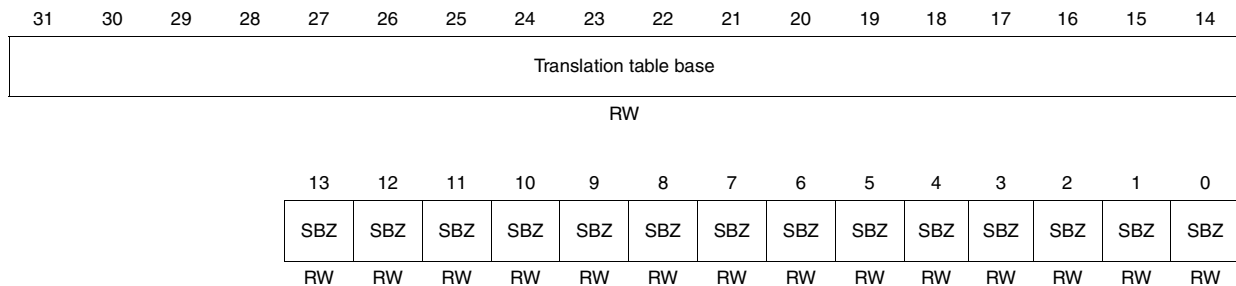 31 30 29 28 27 26 25 24 23 22 21 20 19 18 17 16 15 14
Translation table base
RW
13 12 11 10 9 8 7 6 5 4 3 2 1 0
SBZ SBZ SBZ SBZ SBZ SBZ SBZ SBZ SBZ SBZ SBZ SBZ SBZ SBZ
RW RW RW RW RW RW RW RW RW RW RW RW RW RW